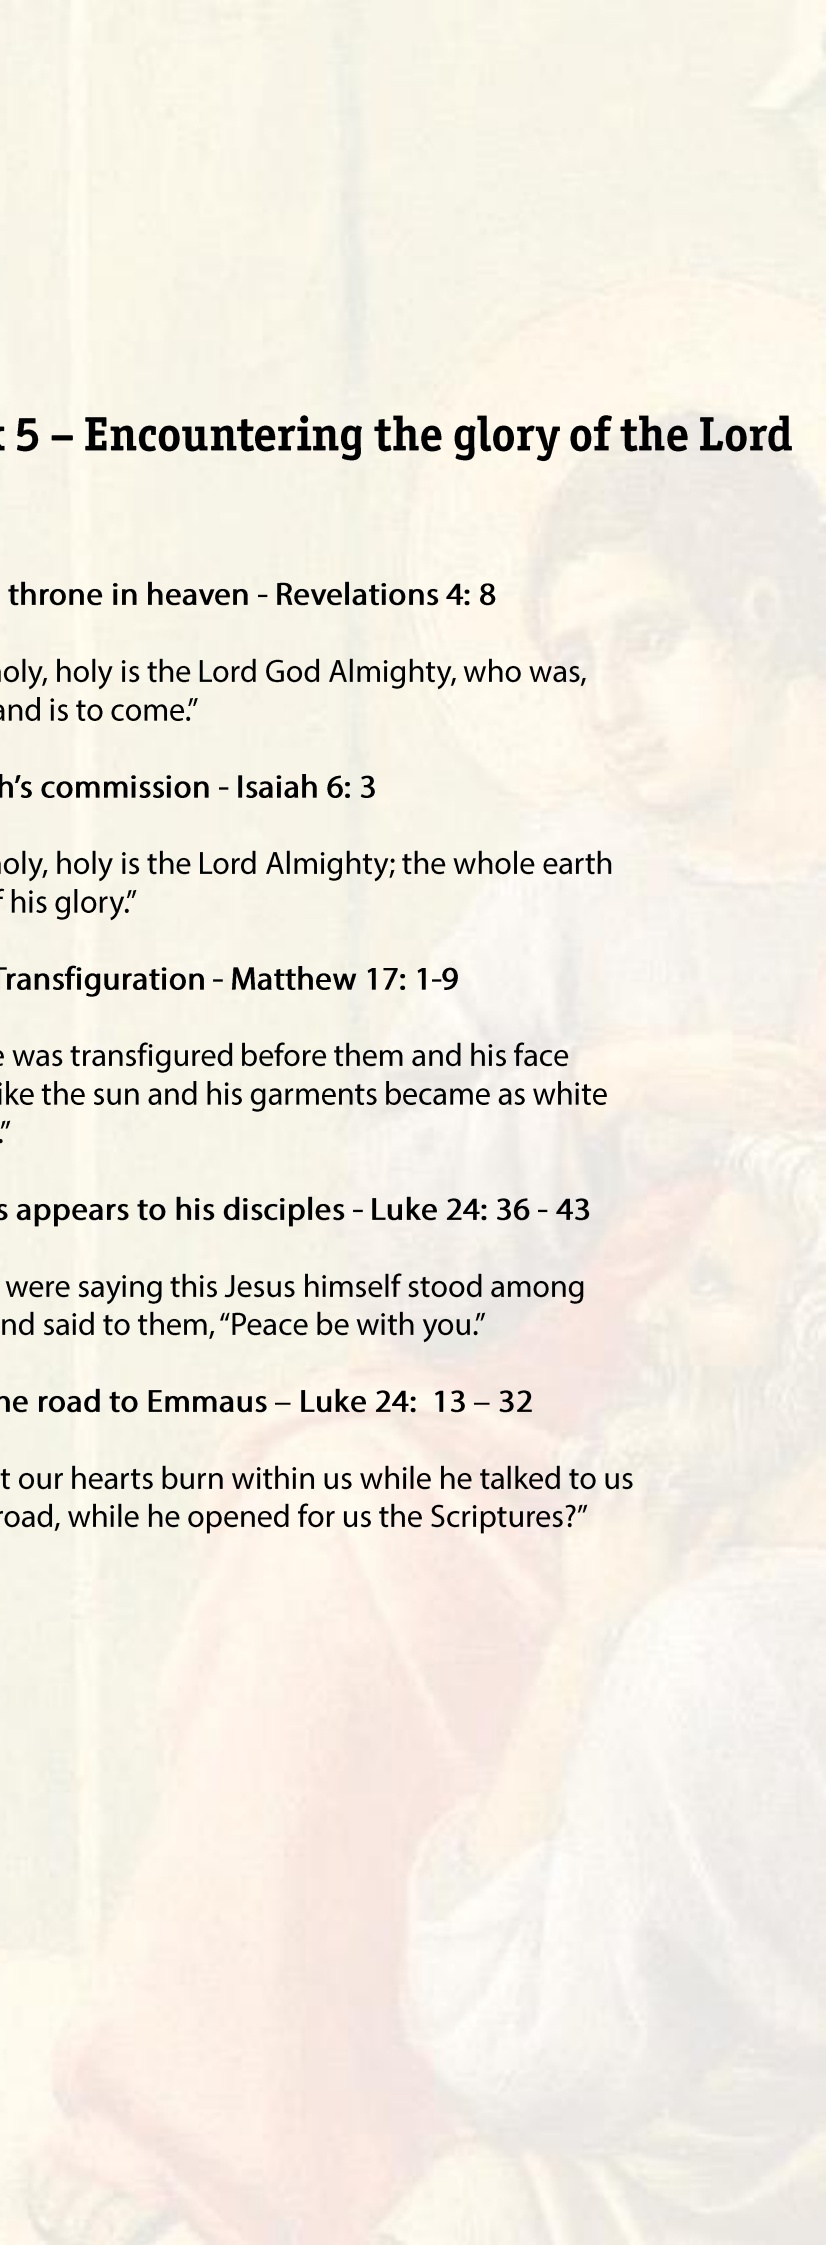 5 – Encountering the glory of the Lord
throne in heaven - Revelations 4: 8
holy, holy is the Lord God Almighty, who was,
and is to come.”
h’s commission - Isaiah 6: 3
holy, holy is the Lord Almighty; the whole earth
f his glory.”
Transfiguration - Matthew 17: 1-9
e was transfigured before them and his face
like the sun and his garments became as white
.”
s appears to his disciples - Luke 24: 36 - 43
were saying this Jesus himself stood among
nd said to them, “Peace be with you.”
he road to Emmaus – Luke 24: 13 – 32
t our hearts burn within us while he talked to us
road, while he opened for us the Scriptures?”